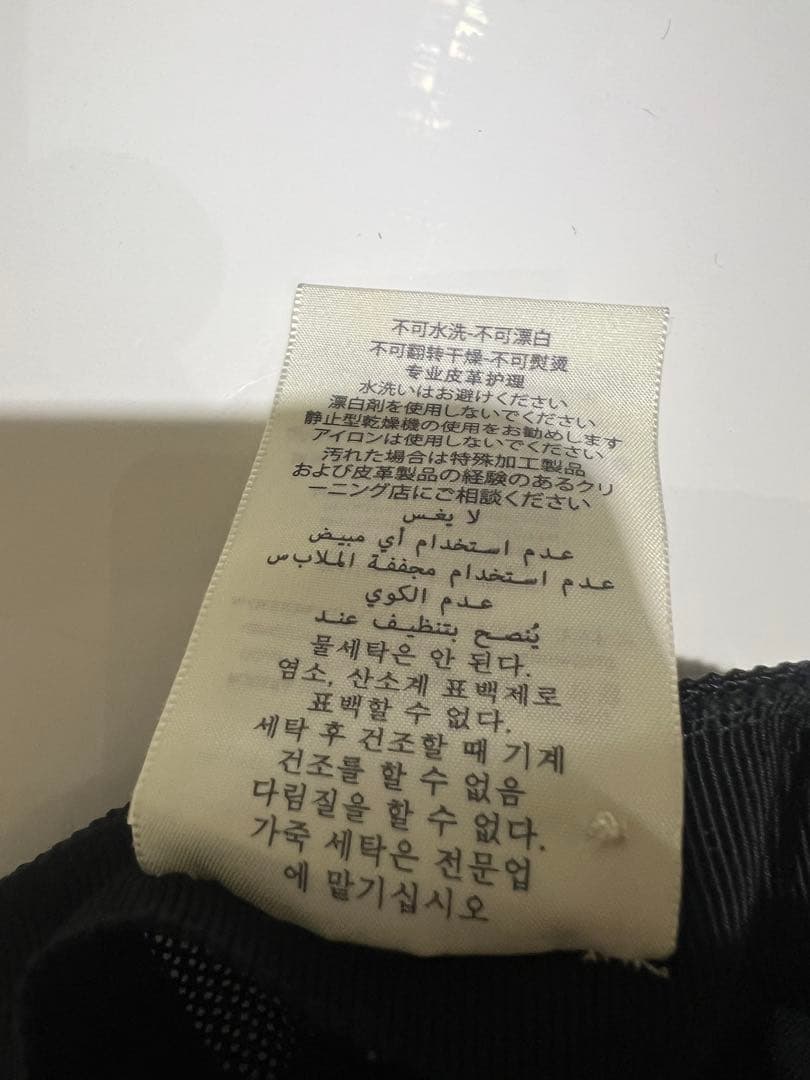 不可水洗-不可漂白
不可翻转干燥-不可熨烫
专业皮革护理
水洗いはお避けください
漂白剤を使用しないでください
静止型乾燥機の使用をお勧めします
アイロンは使用しないでください
汚れた場合は特殊加工製品
および皮革製品の経験のあるクリ
ーニング店にご相談ください
لا يغس
عدم استخدام أي مبيض
عدم استخدام مجففة الملابس
عدم الكوي
يُنصح بتنظيف عند
물세탁은 안 된다.
염소, 산소계 표백제로
표백할 수 없다.
세탁 후 건조할 때 기계
건조를 할 수 없음
다림질을 할 수 없다.
가죽 세탁은 전문업
에 맡기십시오